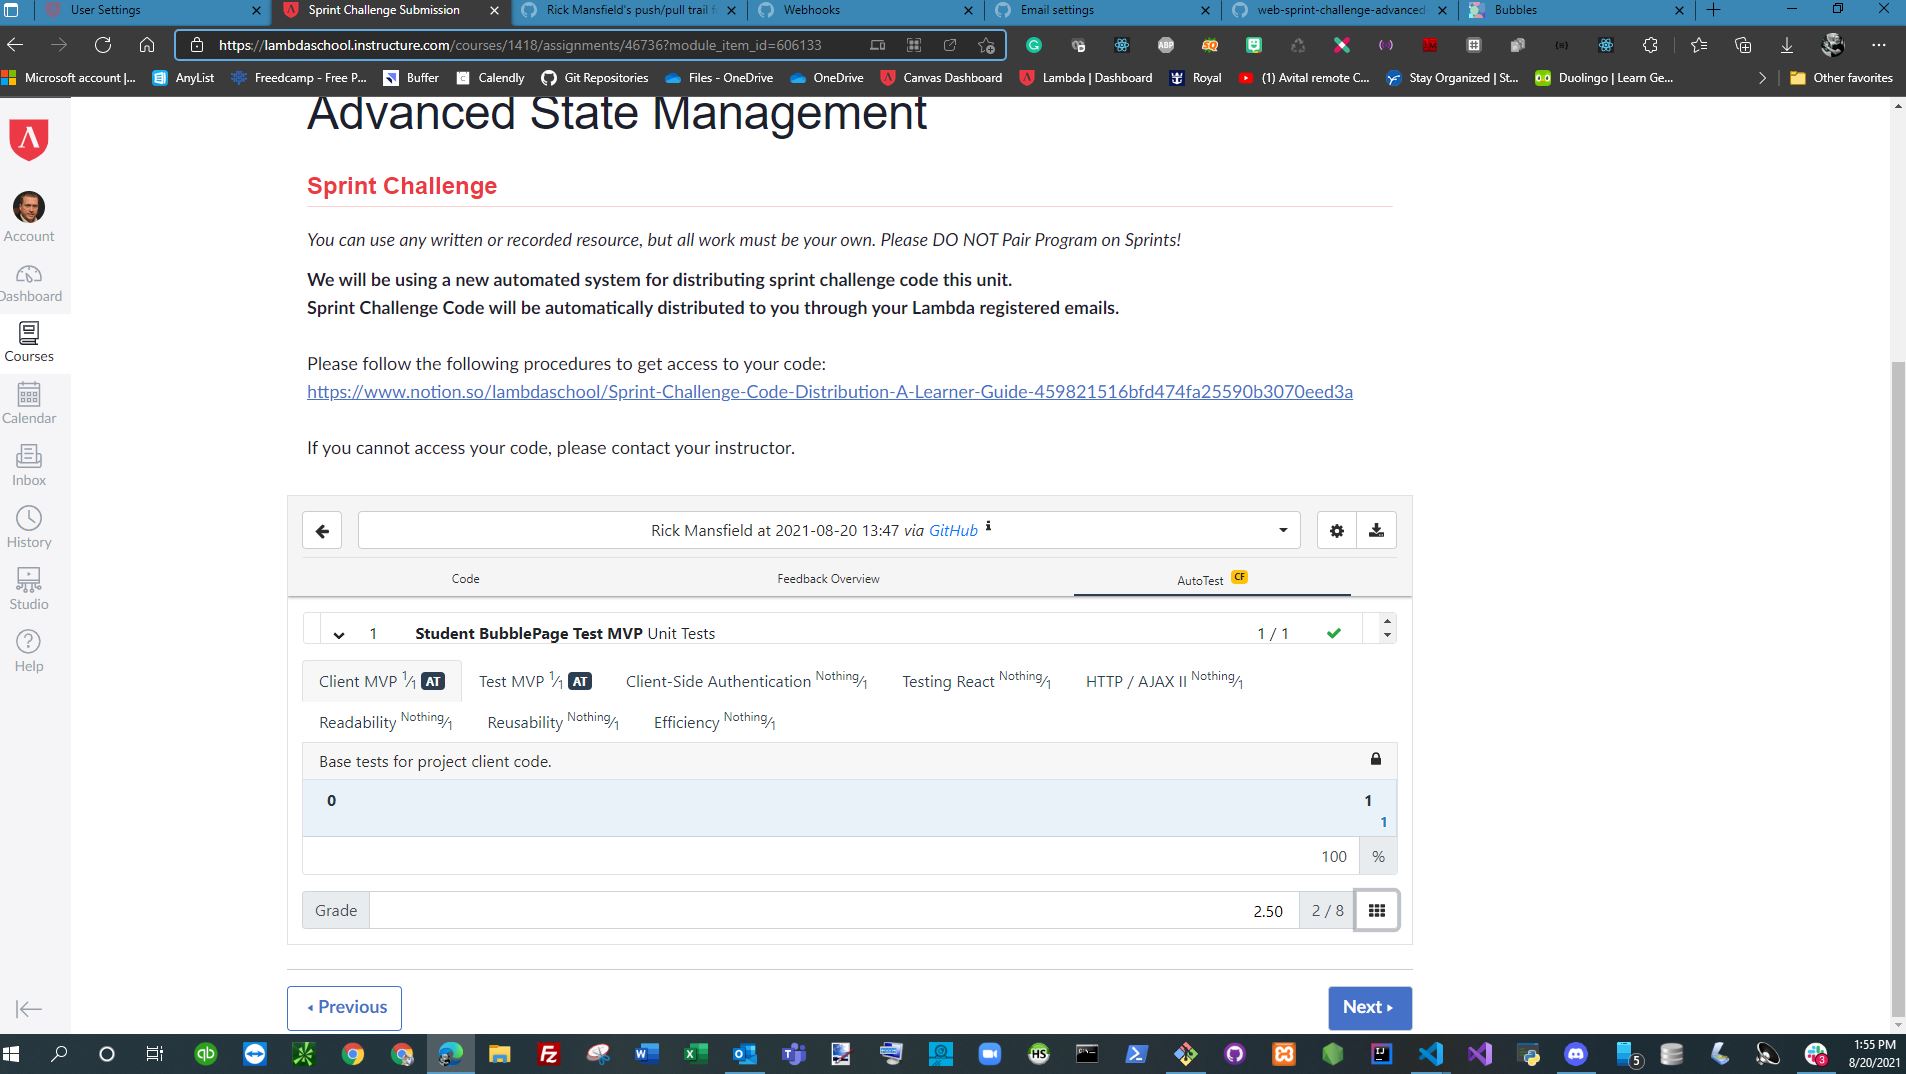 User Settings
Sprint Challenge Submission
Rick Mansfield's push/pull trail f
Webhooks
Email settings
web-sprint-challenge-advanced
Bubbles
https://lambdaschool.instructure.com/courses/1418/assignments/46736?module_item_id=606133
Microsoft account |...
AnyList
Freedcamp - Free P...
Buffer
Calendly
Git Repositories
Files - OneDrive
OneDrive
Canvas Dashboard
Lambda | Dashboard
Royal
(1) Avital remote C...
Stay Organized | St...
Duolingo | Learn Ge...
Other favorites
Account
Dashboard
Courses
Calendar
Inbox
History
Studio
Help
Advanced State Management
Sprint Challenge
You can use any written or recorded resource, but all work must be your own. Please DO NOT Pair Program on Sprints!
We will be using a new automated system for distributing sprint challenge code this unit.
Sprint Challenge Code will be automatically distributed to you through your Lambda registered emails.
Please follow the following procedures to get access to your code:
https://www.notion.so/lambdaschool/Sprint-Challenge-Code-Distribution-A-Learner-Guide-459821516bfd474fa25590b3070eed3a
If you cannot access your code, please contact your instructor.
Rick Mansfield at 2021-08-20 13:47 via GitHub i
Code Feedback Overview AutoTest CF
1 Student BubblePage Test MVP Unit Tests 1 / 1
Client MVP 1/1 AT Test MVP 1/1 AT Client-Side Authentication Nothing/1 Testing React Nothing/1 HTTP / AJAX II Nothing/1
Readability Nothing/1 Reusability Nothing/1 Efficiency Nothing/1
Base tests for project client code.
0 1
1
100 %
Grade 2.50 2 / 8
Previous Next
1:55 PM
8/20/2021